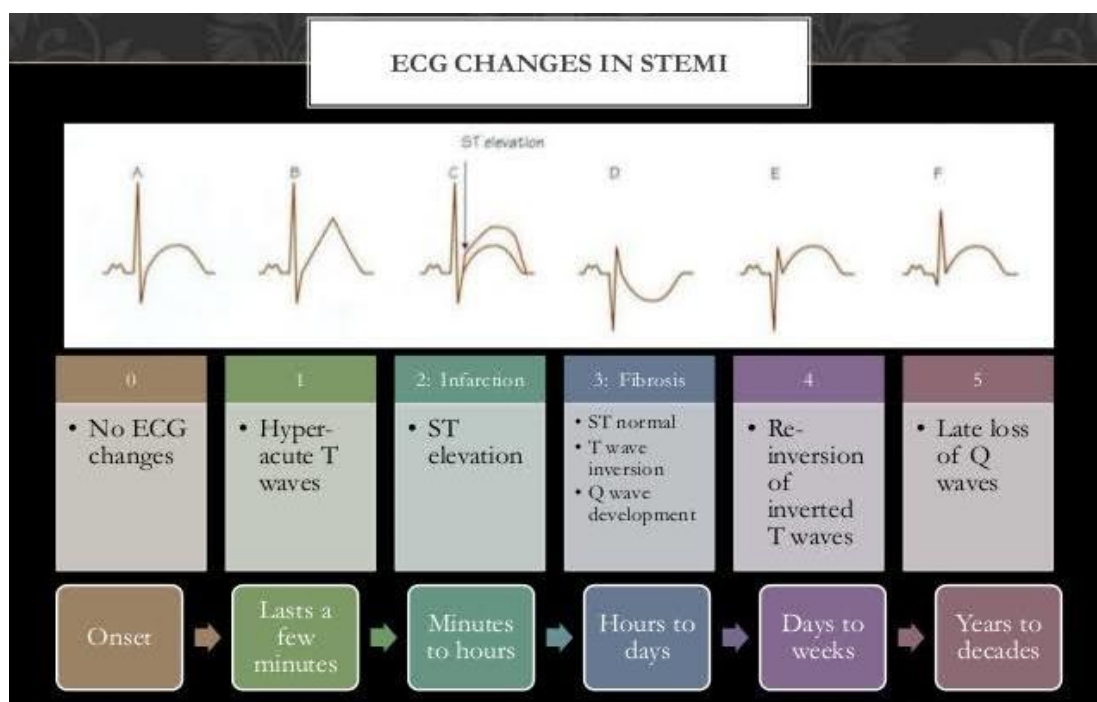 ECG CHANGES IN STEMI
ST elevation
A B C D E F
0
• No ECG
changes
1
• Hyper-
acute T
waves
2: Infarction
• ST
elevation
3: Fibrosis
• ST normal
• T wave
inversion
• Q wave
development
4
• Re-
inversion
of
inverted
T waves
5
• Late loss
of Q
waves
Onset
Lasts a
few
minutes
Minutes
to hours
Hours to
days
Days to
weeks
Years to
decades